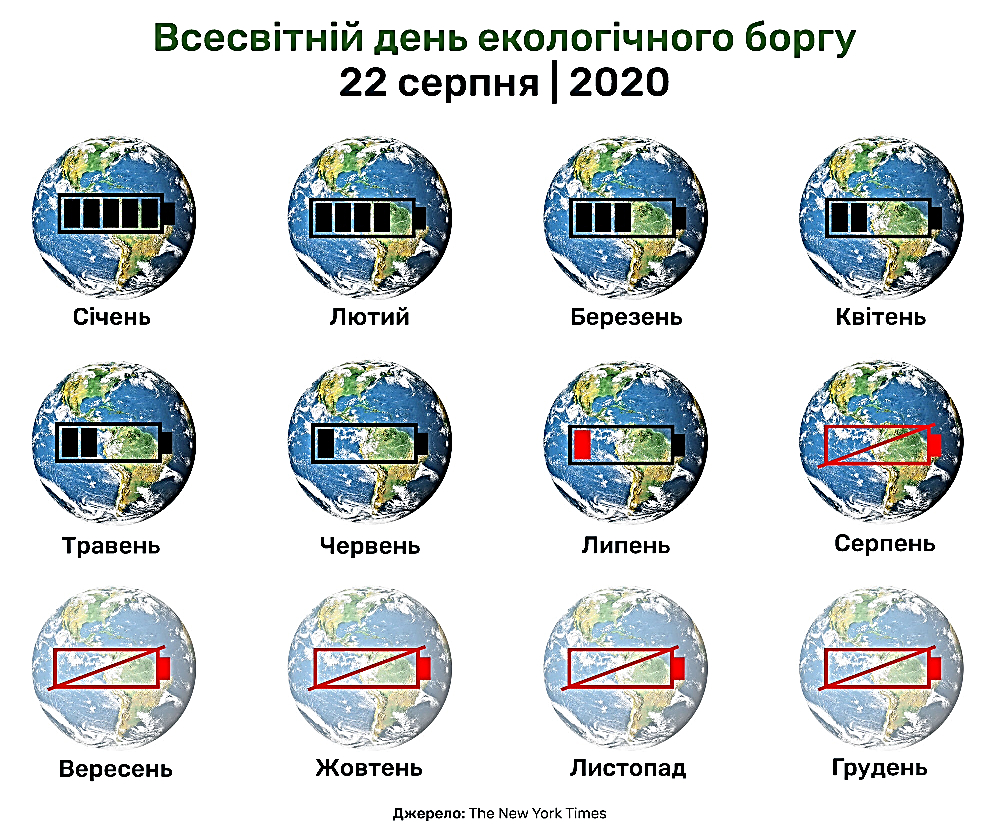 Всесвітній день екологічного боргу
22 серпня | 2020
Січень
Лютий
Березень
Квітень
Травень
Червень
Липень
Серпень
Вересень
Жовтень
Листопад
Грудень
Джерело: The New York Times